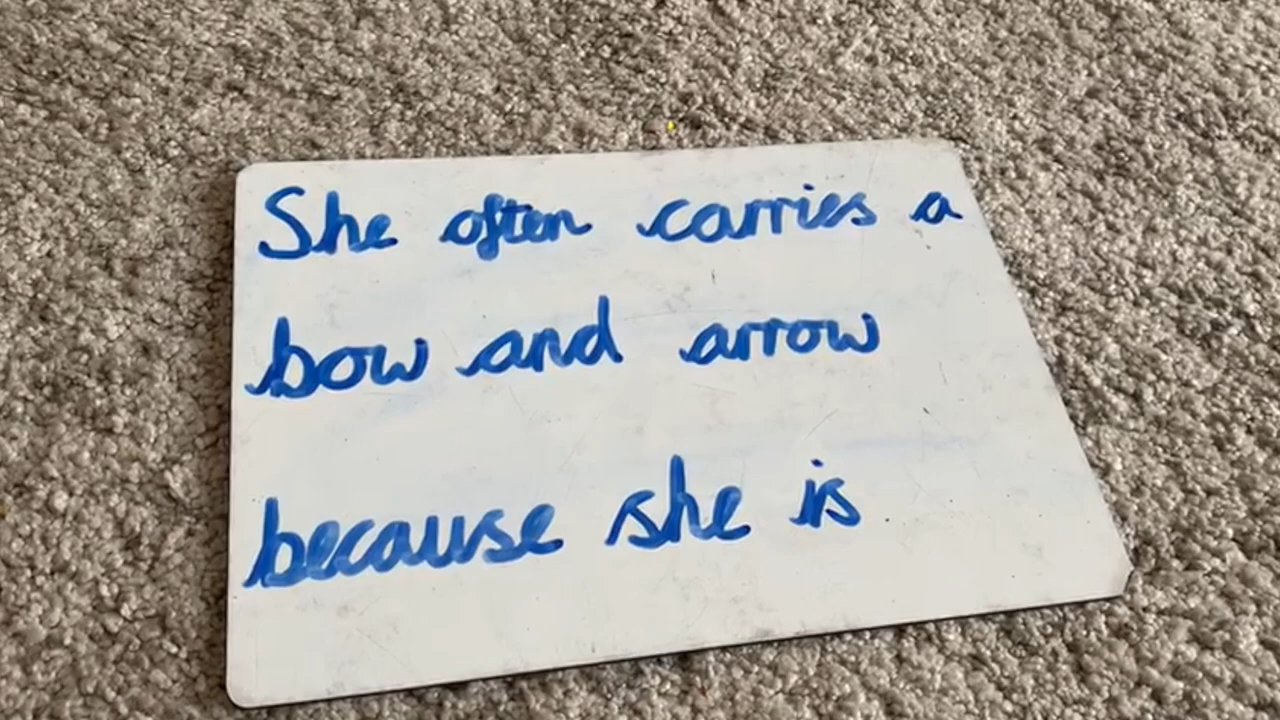 She often carries a
bow and arrow
because she is